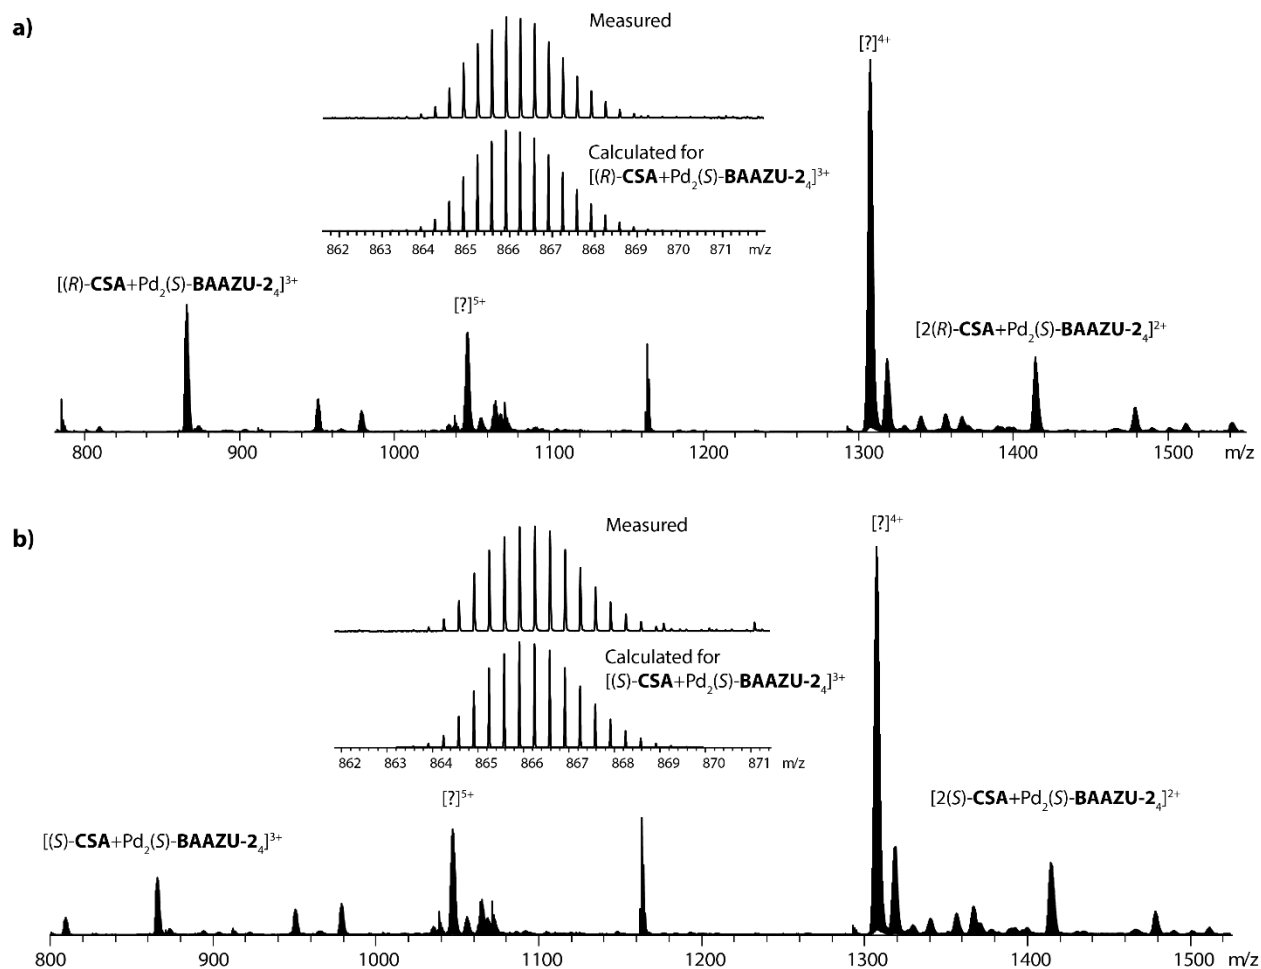 a)
Measured
[?]⁴⁺
Calculated for
[(R)-CSA+Pd₂(S)-BAAZU-2₄]³⁺
862 863 864 865 866 867 868 869 870 871 m/z
[(R)-CSA+Pd₂(S)-BAAZU-2₄]³⁺
[?]⁵⁺
[2(R)-CSA+Pd₂(S)-BAAZU-2₄]²⁺
800 900 1000 1100 1200 1300 1400 1500 m/z
b)
Measured
[?]⁴⁺
Calculated for
[(S)-CSA+Pd₂(S)-BAAZU-2₄]³⁺
862 863 864 865 866 867 868 869 870 871 m/z
[?]⁵⁺
[2(S)-CSA+Pd₂(S)-BAAZU-2₄]²⁺
[(S)-CSA+Pd₂(S)-BAAZU-2₄]³⁺
800 900 1000 1100 1200 1300 1400 1500 m/z